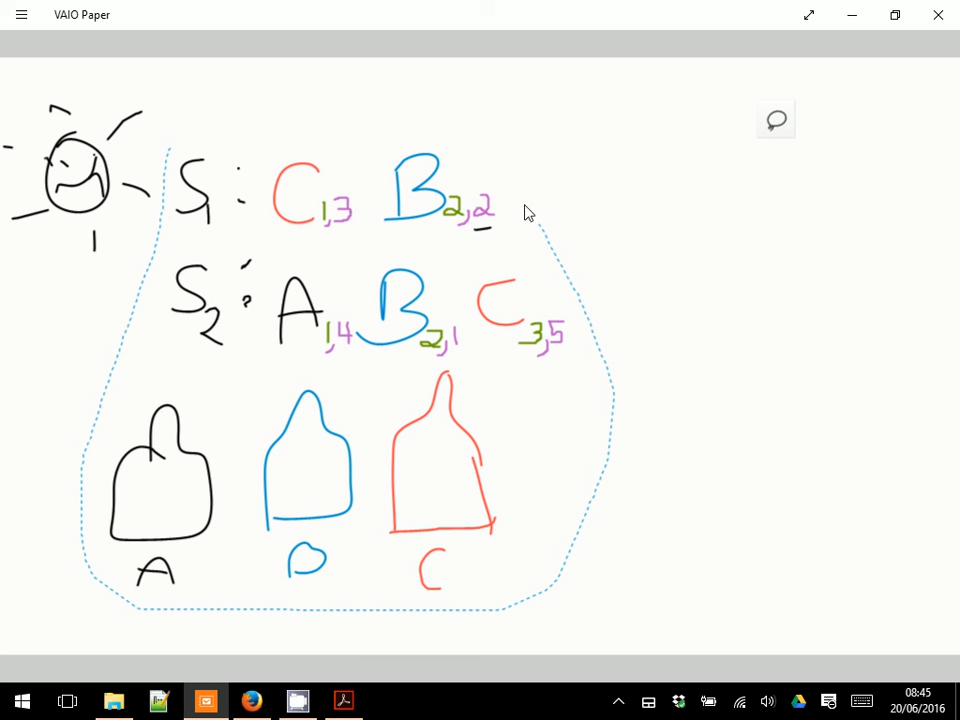 VAIO Paper
S1: C1,3 B2,2
S2: A1,4 B2,1 C3,5
A B C
08:45
20/06/2016